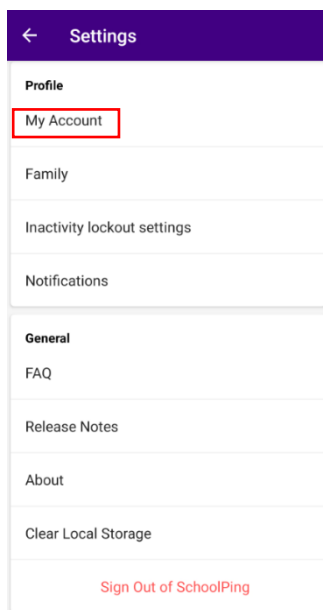 Settings
Profile
My Account
Family
Inactivity lockout settings
Notifications
General
FAQ
Release Notes
About
Clear Local Storage
Sign Out of SchoolPing